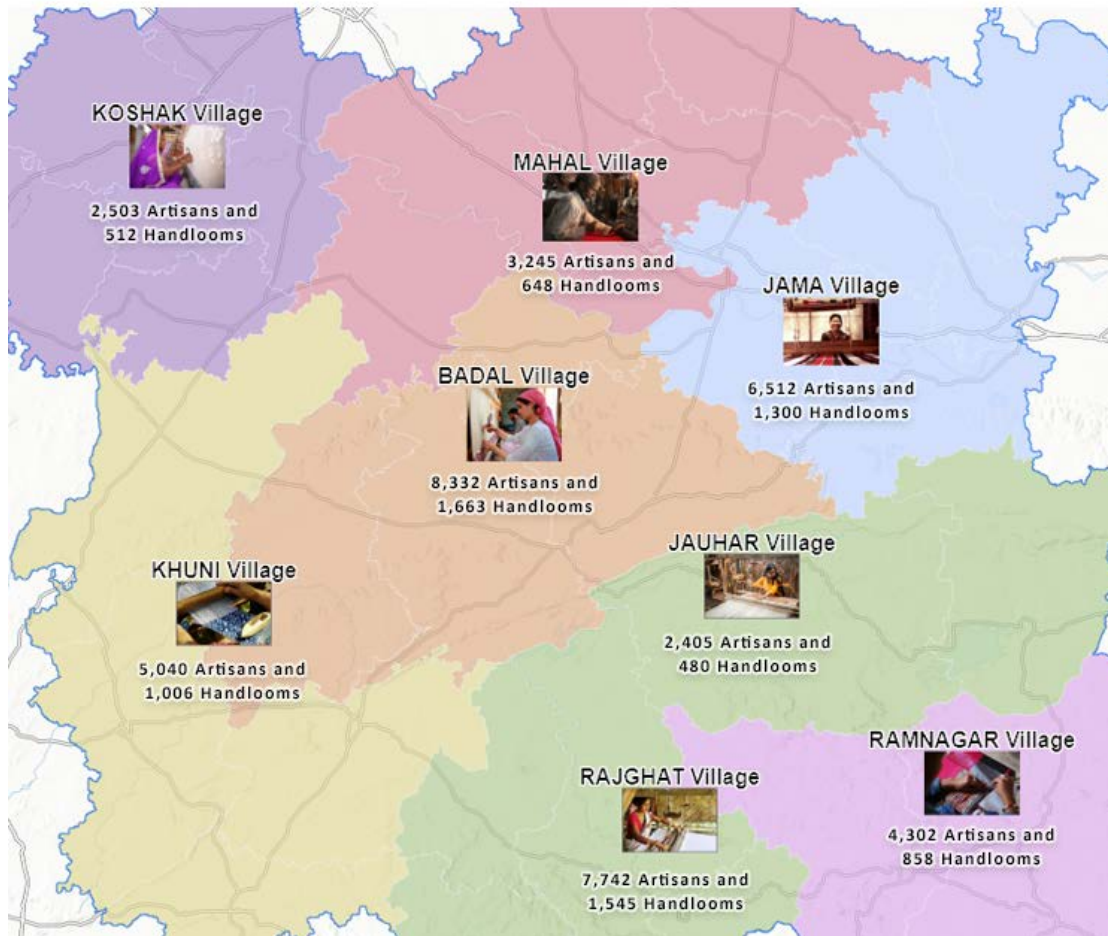 KOSHAK Village
2,503 Artisans and
512 Handlooms
MAHAL Village
3,245 Artisans and
648 Handlooms
JAMA Village
6,512 Artisans and
1,300 Handlooms
BADAL Village
8,332 Artisans and
1,663 Handlooms
JAUHAR Village
2,405 Artisans and
480 Handlooms
KHUNI Village
5,040 Artisans and
1,006 Handlooms
RAMNAGAR Village
4,302 Artisans and
858 Handlooms
RAJGHAT Village
7,742 Artisans and
1,545 Handlooms